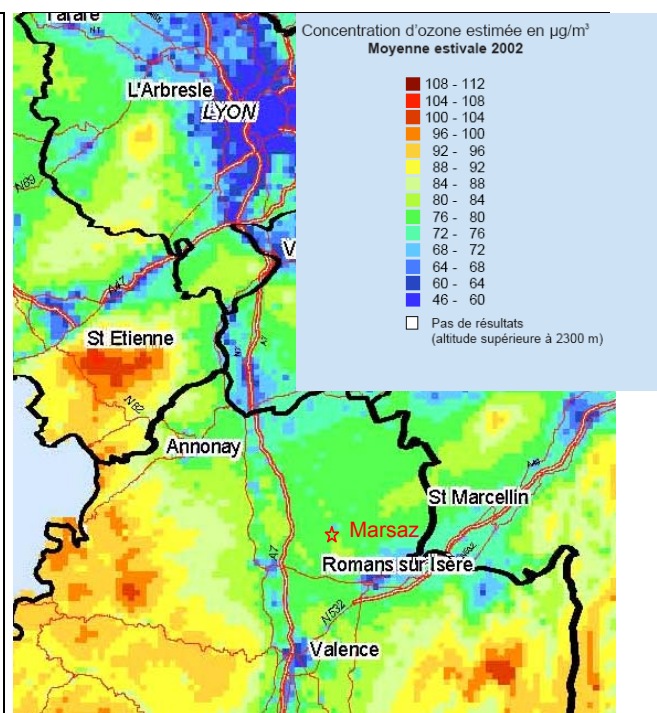 Concentration d'ozone estimée en µg/m³
Moyenne estivale 2002
108 - 112
104 - 108
100 - 104
96 - 100
92 - 96
88 - 92
84 - 88
80 - 84
76 - 80
72 - 76
68 - 72
64 - 68
60 - 64
46 - 60
Pas de résultats
(altitude supérieure à 2300 m)
Tarare
N1
L'Arbresle
LYON
N89
V
A47
St Etienne
A7
N82
Annonay
A49
St Marcellin
Marsaz
A7
Romans sur Isère
N532
Valence